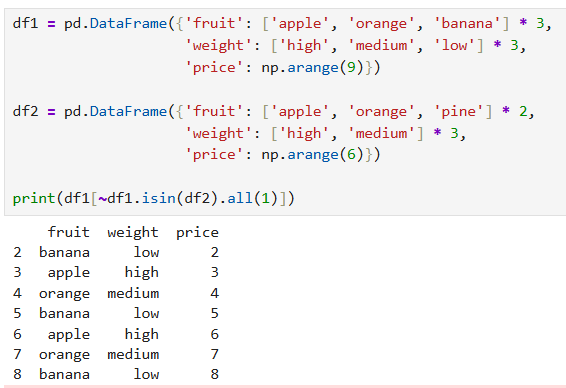 df1 = pd.DataFrame({'fruit': ['apple', 'orange', 'banana'] * 3,
                    'weight': ['high', 'medium', 'low'] * 3,
                    'price': np.arange(9)})

df2 = pd.DataFrame({'fruit': ['apple', 'orange', 'pine'] * 2,
                    'weight': ['high', 'medium'] * 3,
                    'price': np.arange(6)})

print(df1[~df1.isin(df2).all(1)])
    fruit  weight  price
2  banana     low      2
3   apple    high      3
4  orange  medium      4
5  banana     low      5
6   apple    high      6
7  orange  medium      7
8  banana     low      8